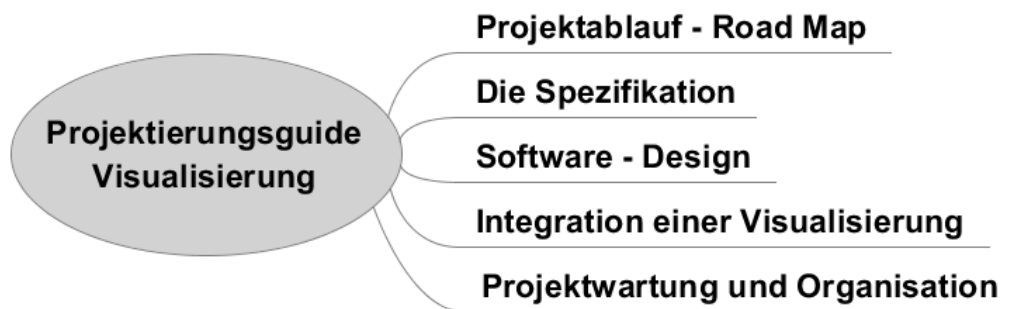 Projektierungsguide
Visualisierung
Projektablauf - Road Map
Die Spezifikation
Software - Design
Integration einer Visualisierung
Projektwartung und Organisation